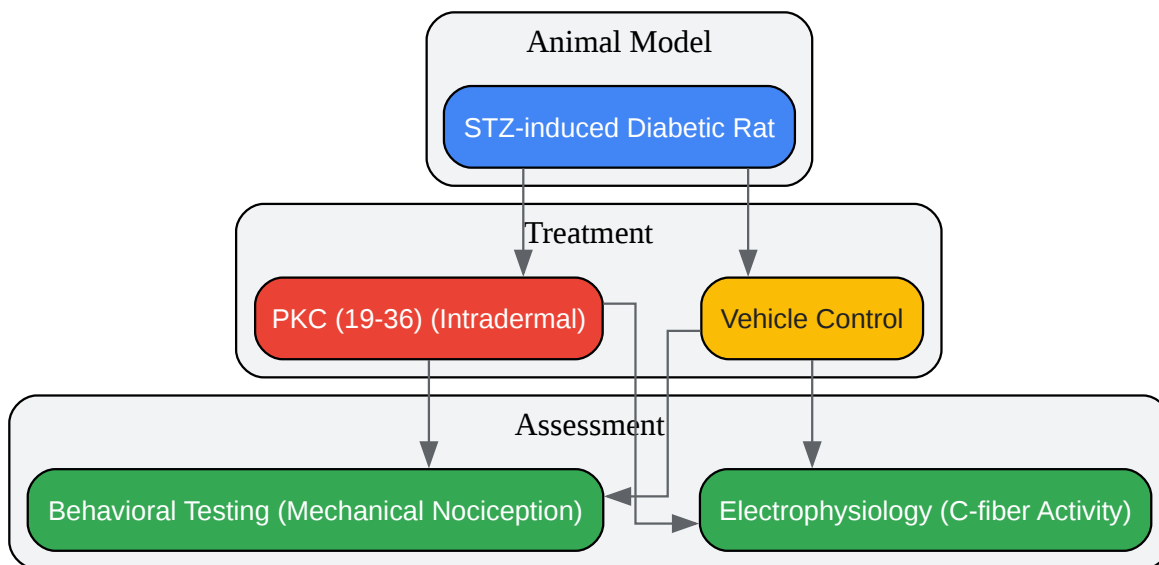 Animal Model
STZ-induced Diabetic Rat
Treatment
PKC (19-36) (Intradermal)
Vehicle Control
Assessment
Behavioral Testing (Mechanical Nociception)
Electrophysiology (C-fiber Activity)